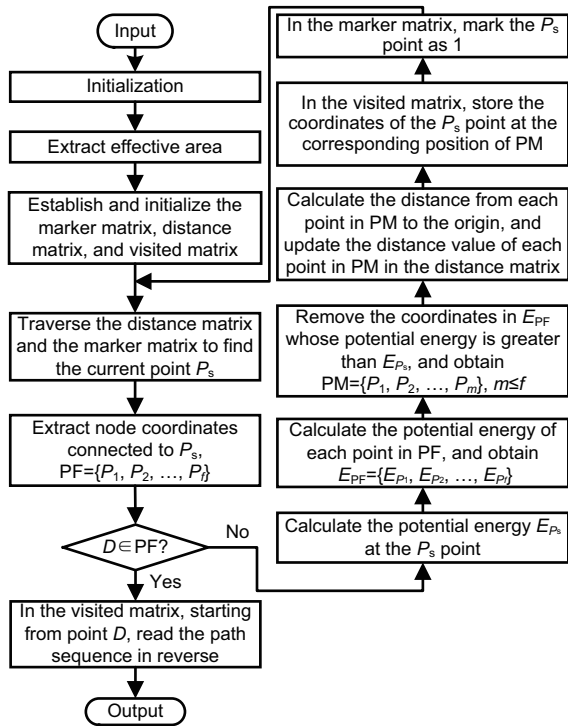 Input
Initialization
Extract effective area
Establish and initialize the
marker matrix, distance
matrix, and visited matrix
Traverse the distance matrix
and the marker matrix to find
the current point Ps
Extract node coordinates
connected to Ps,
PF={P1, P2, …, Pf}
D∈PF?
No
Yes
In the visited matrix, starting
from point D, read the path
sequence in reverse
Output
In the marker matrix, mark the Ps
point as 1
In the visited matrix, store the
coordinates of the Ps point at the
corresponding position of PM
Calculate the distance from each
point in PM to the origin, and
update the distance value of each
point in PM in the distance matrix
Remove the coordinates in EPF
whose potential energy is greater
than EPs, and obtain
PM={P1, P2, …, Pm}, m≤f
Calculate the potential energy of
each point in PF, and obtain
EPF={EP1, EP2, …, EPf}
Calculate the potential energy EPs
at the Ps point